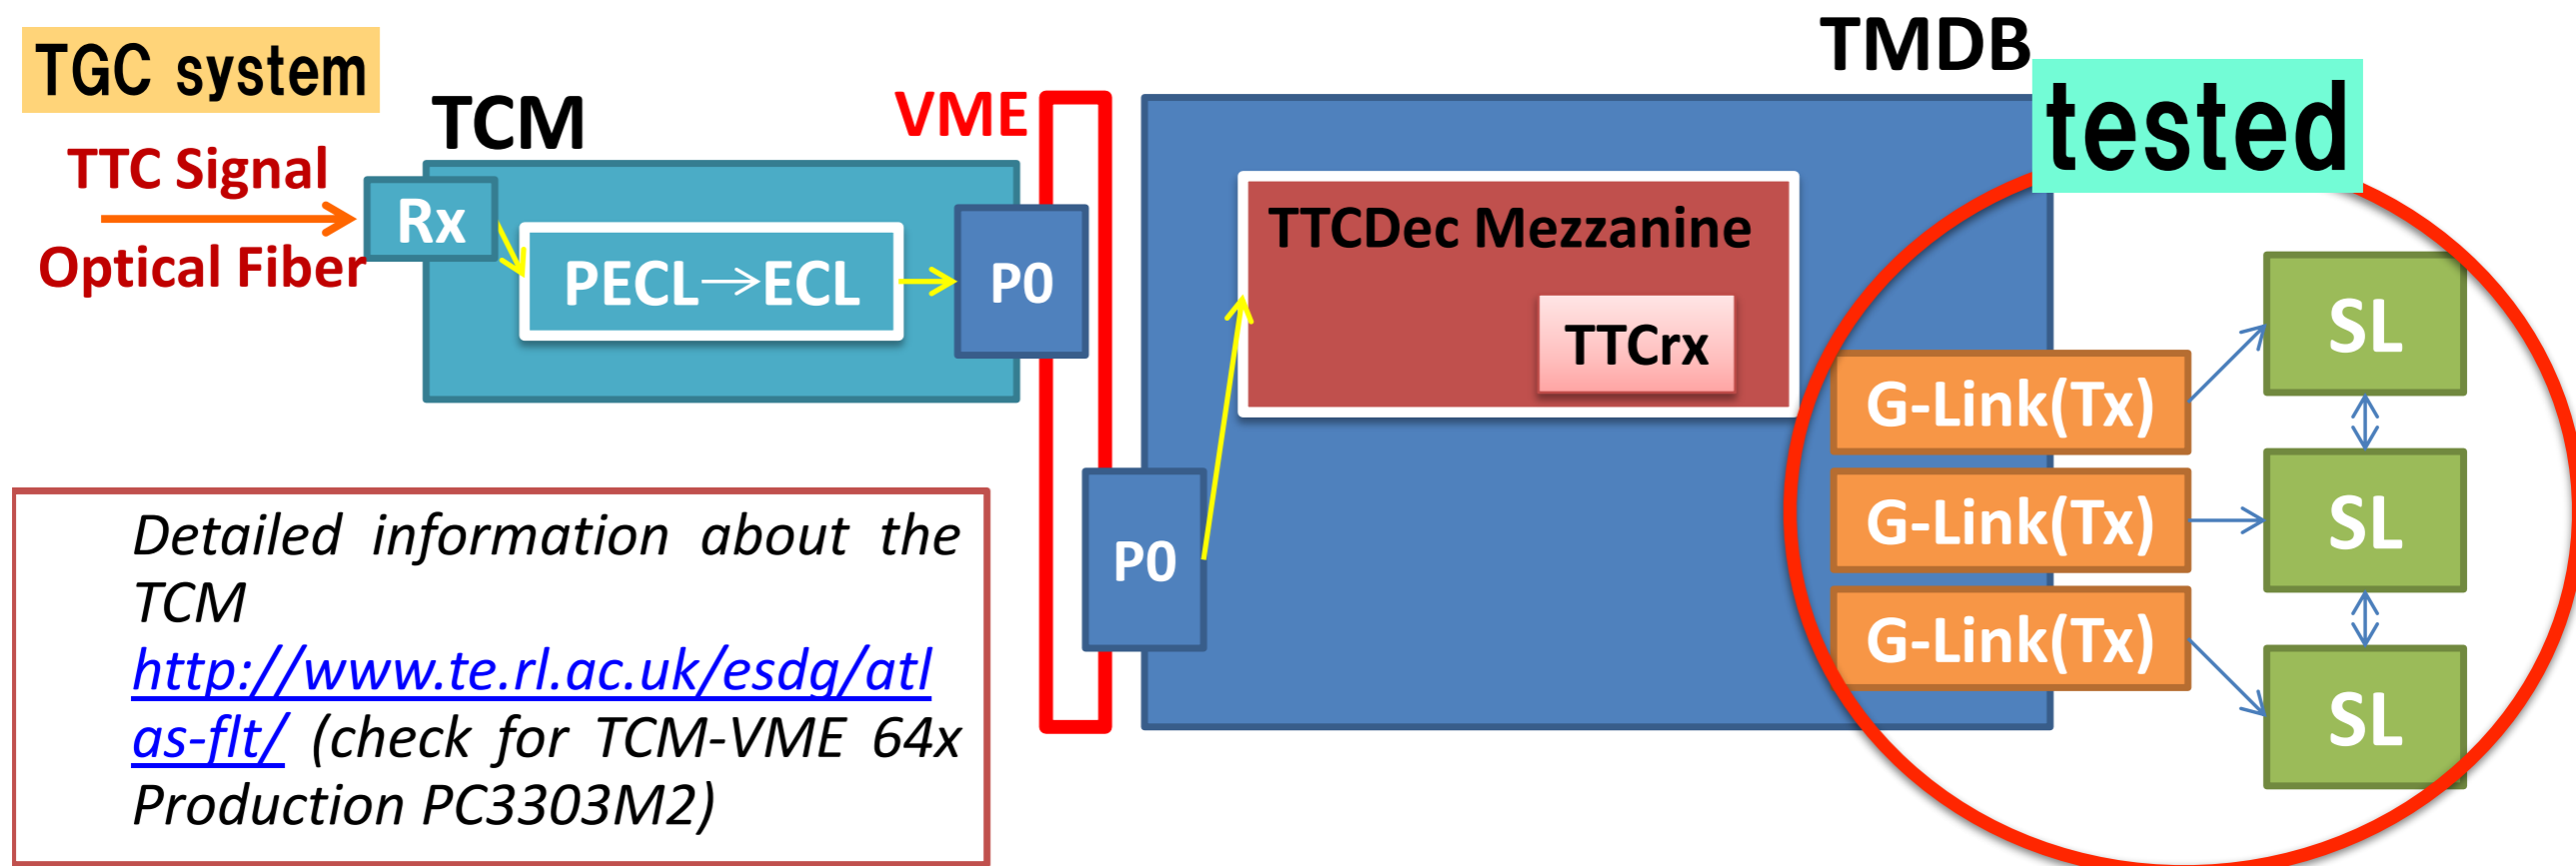 TGC system
TTC Signal
Optical Fiber
TCM
Rx
PECL→ECL
P0
VME
P0
TMDB
tested
TTCDec Mezzanine
TTCrx
G-Link(Tx)
G-Link(Tx)
G-Link(Tx)
SL
SL
SL
Detailed information about the
TCM
http://www.te.rl.ac.uk/esdg/atl
as-flt/ (check for TCM-VME 64x
Production PC3303M2)